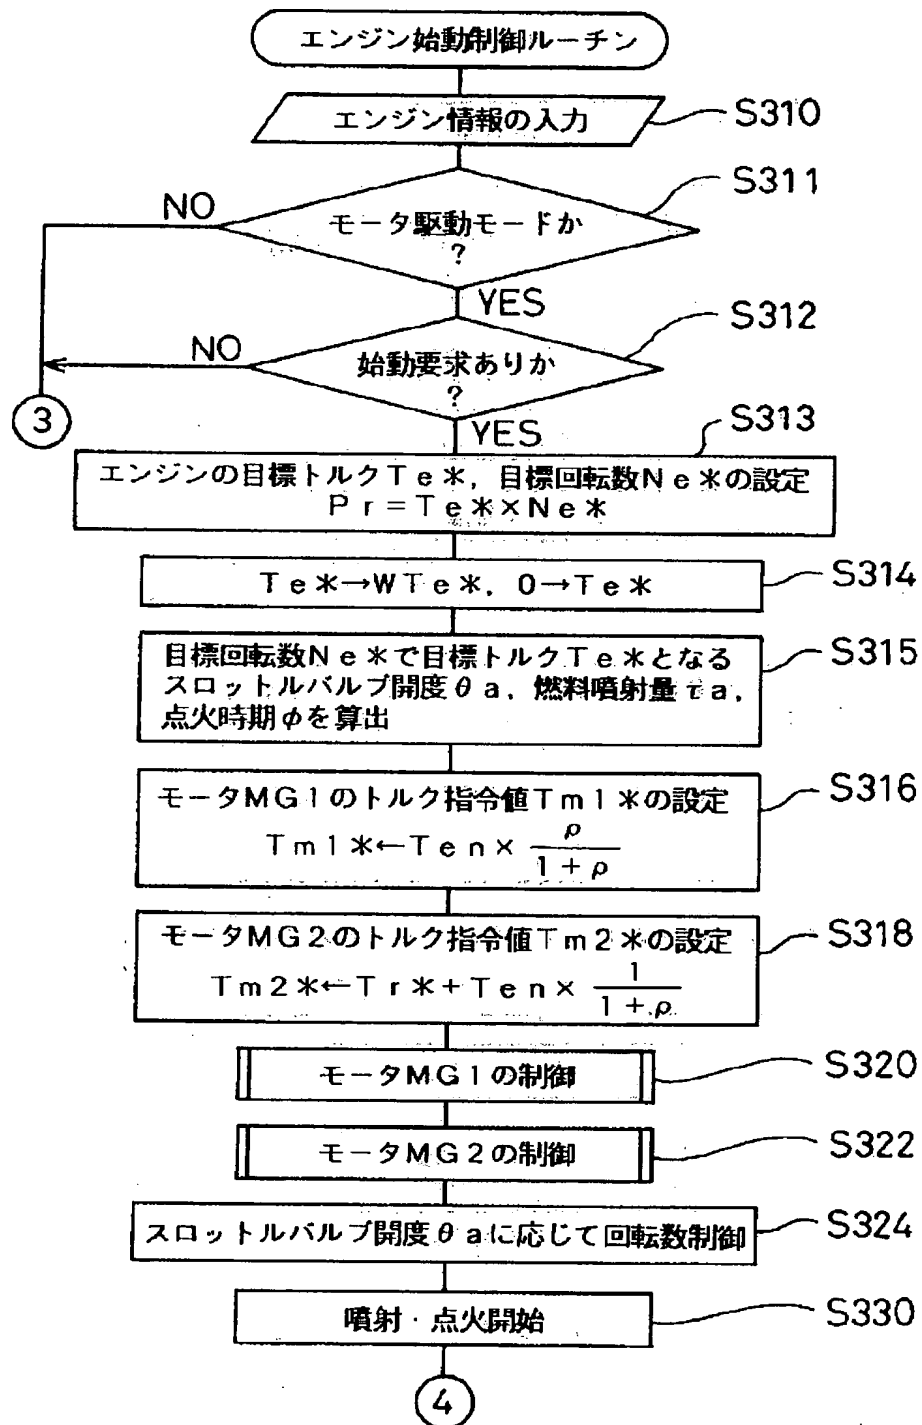 エンジン始動制御ルーチン
エンジン情報の入力
S310
モータ駆動モードか
?
S311
NO
YES
始動要求ありか
?
S312
NO
③
YES
S313
エンジンの目標トルクTe*,目標回転数Ne*の設定
Pr=Te*×Ne*
Te*→WTe*,0→Te*
S314
目標回転数Ne*で目標トルクTe*となる
スロットルバルブ開度θa,燃料噴射量τa,
点火時期φを算出
S315
モータMG1のトルク指令値Tm1*の設定
Tm1*←Ten× ρ / 1+ρ
S316
モータMG2のトルク指令値Tm2*の設定
Tm2*←Tr*+Ten× 1 / 1+ρ
S318
モータMG1の制御
S320
モータMG2の制御
S322
スロットルバルブ開度θaに応じて回転数制御
S324
噴射・点火開始
S330
④